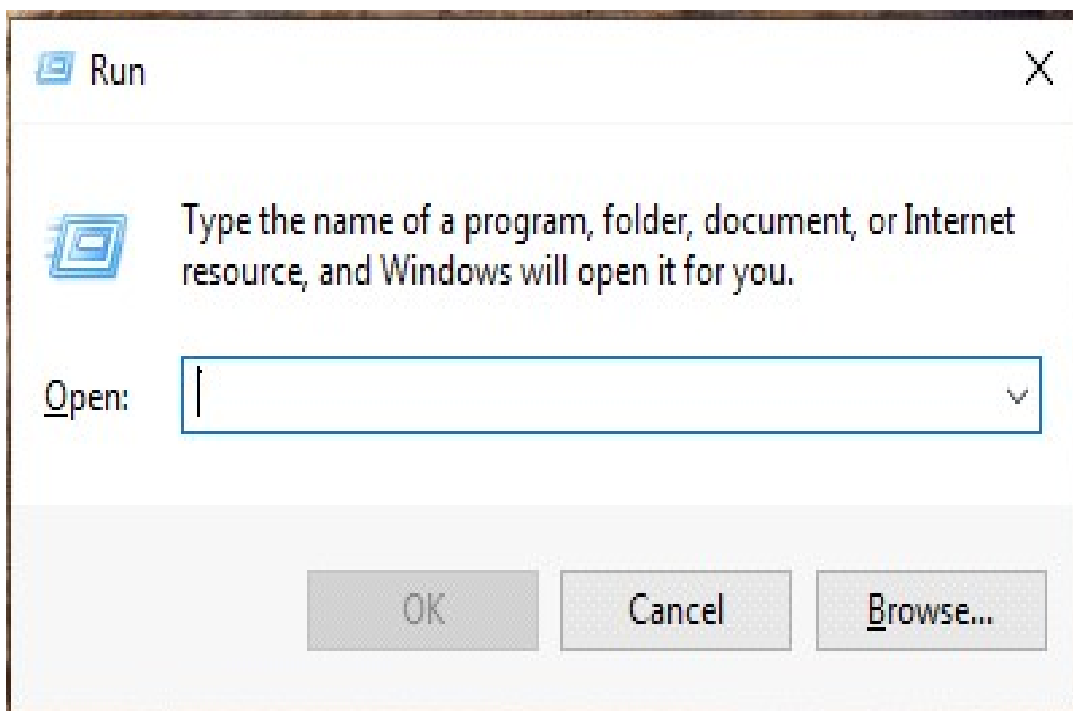 Run
Type the name of a program, folder, document, or Internet
resource, and Windows will open it for you.
Open:
OK
Cancel
Browse...